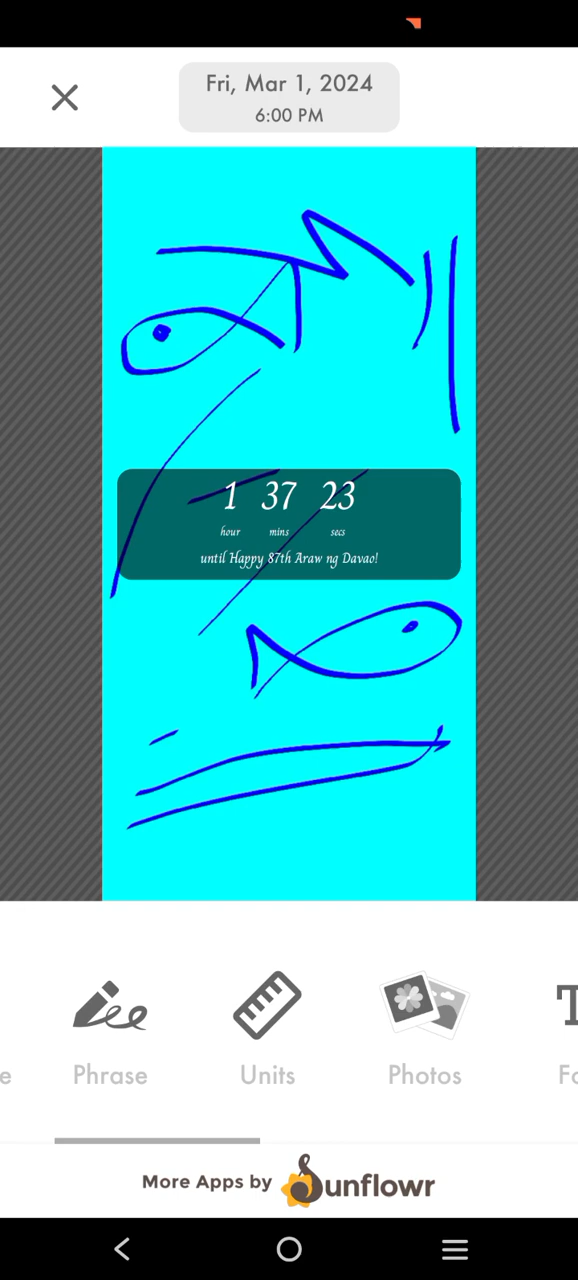 Fri, Mar 1, 2024
6:00 PM
1 37 23
hour mins secs
until Happy 87th Araw ng Davao!
e Phrase Units Photos Fo
More Apps by Sunflowr